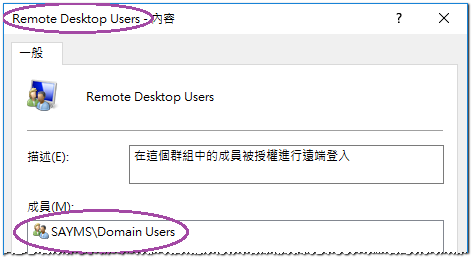 Remote Desktop Users - 內容
一般
Remote Desktop Users
描述(E):
在這個群組中的成員被授權進行遠端登入
成員(M):
SAYMS\Domain Users